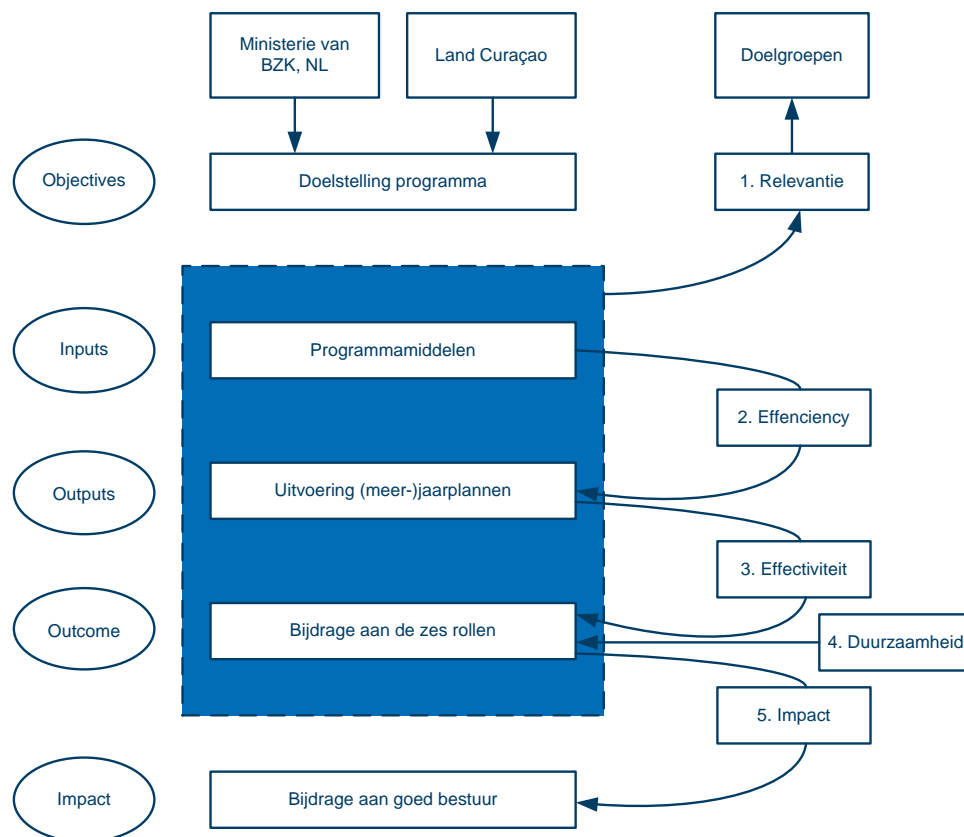 Ministerie van
BZK, NL
Land Curaçao
Doelgroepen
Objectives
Doelstelling programma
1. Relevantie
Inputs
Programmamiddelen
2. Effenciency
Outputs
Uitvoering (meer-)jaarplannen
3. Effectiviteit
Outcome
Bijdrage aan de zes rollen
4. Duurzaamheid
5. Impact
Impact
Bijdrage aan goed bestuur